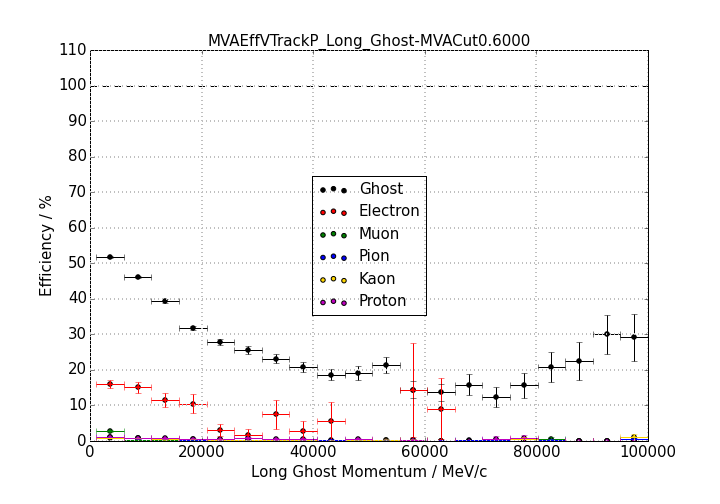 MVAEffVTrackP_Long_Ghost-MVACut0.6000
110
100
90
80
70
60
50
40
30
20
10
0
Efficiency / %
Ghost
Electron
Muon
Pion
Kaon
Proton
0 20000 40000 60000 80000 100000
Long Ghost Momentum / MeV/c